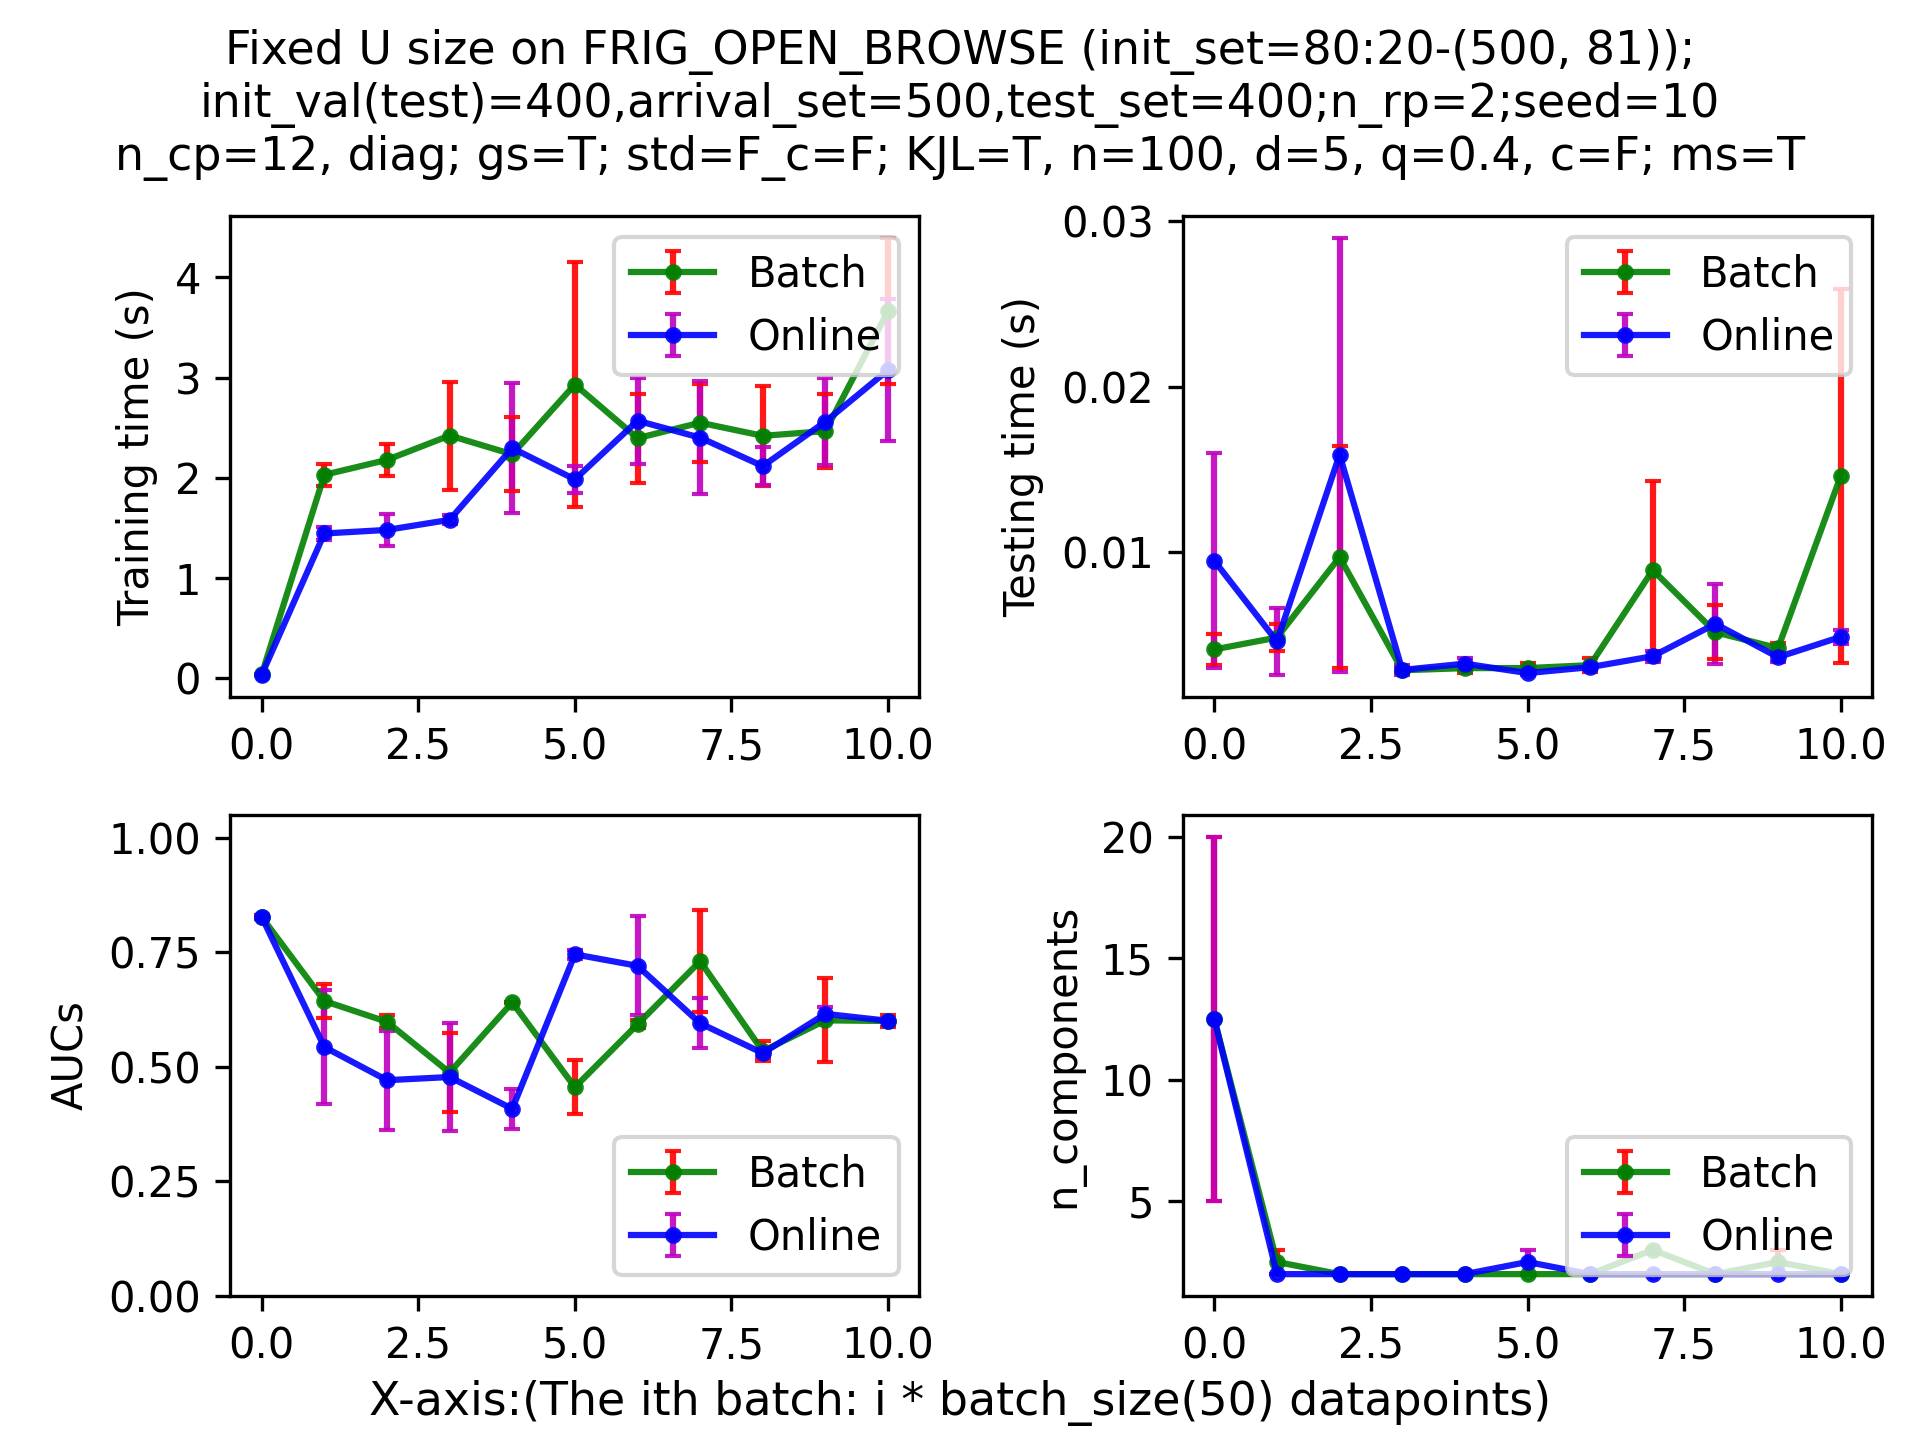 Fixed U size on FRIG_OPEN_BROWSE (init_set=80:20-(500, 81));
init_val(test)=400,arrival_set=500,test_set=400;n_rp=2;seed=10
n_cp=12, diag; gs=T; std=F_c=F; KJL=T, n=100, d=5, q=0.4, c=F; ms=T
Training time (s)
4
3
2
1
0
0.0 2.5 5.0 7.5 10.0
Batch
Online
Testing time (s)
0.03
0.02
0.01
0.0 2.5 5.0 7.5 10.0
Batch
Online
AUCs
1.00
0.75
0.50
0.25
0.00
0.0 2.5 5.0 7.5 10.0
Batch
Online
n_components
20
15
10
5
0.0 2.5 5.0 7.5 10.0
Batch
Online
X-axis:(The ith batch: i * batch_size(50) datapoints)